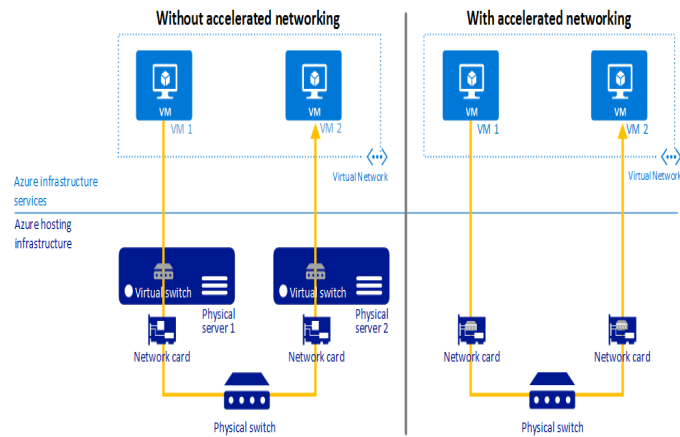 Without accelerated networking
With accelerated networking
VM
VM
VM
VM
VM 1
VM 2
VM 1
VM 2
Virtual Network
Virtual Network
Azure infrastructure
services
Azure hosting
infrastructure
Virtual switch
Virtual switch
Physical
server 1
Physical
server 2
Network card
Network card
Network card
Network card
Physical switch
Physical switch